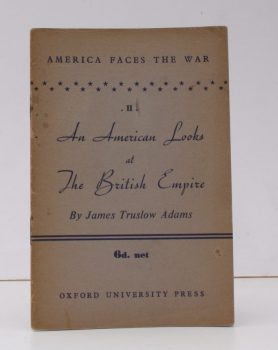 AMERICA FACES THE WAR
II
An American Looks
at
The British Empire
By James Truslow Adams
6d. net
OXFORD UNIVERSITY PRESS